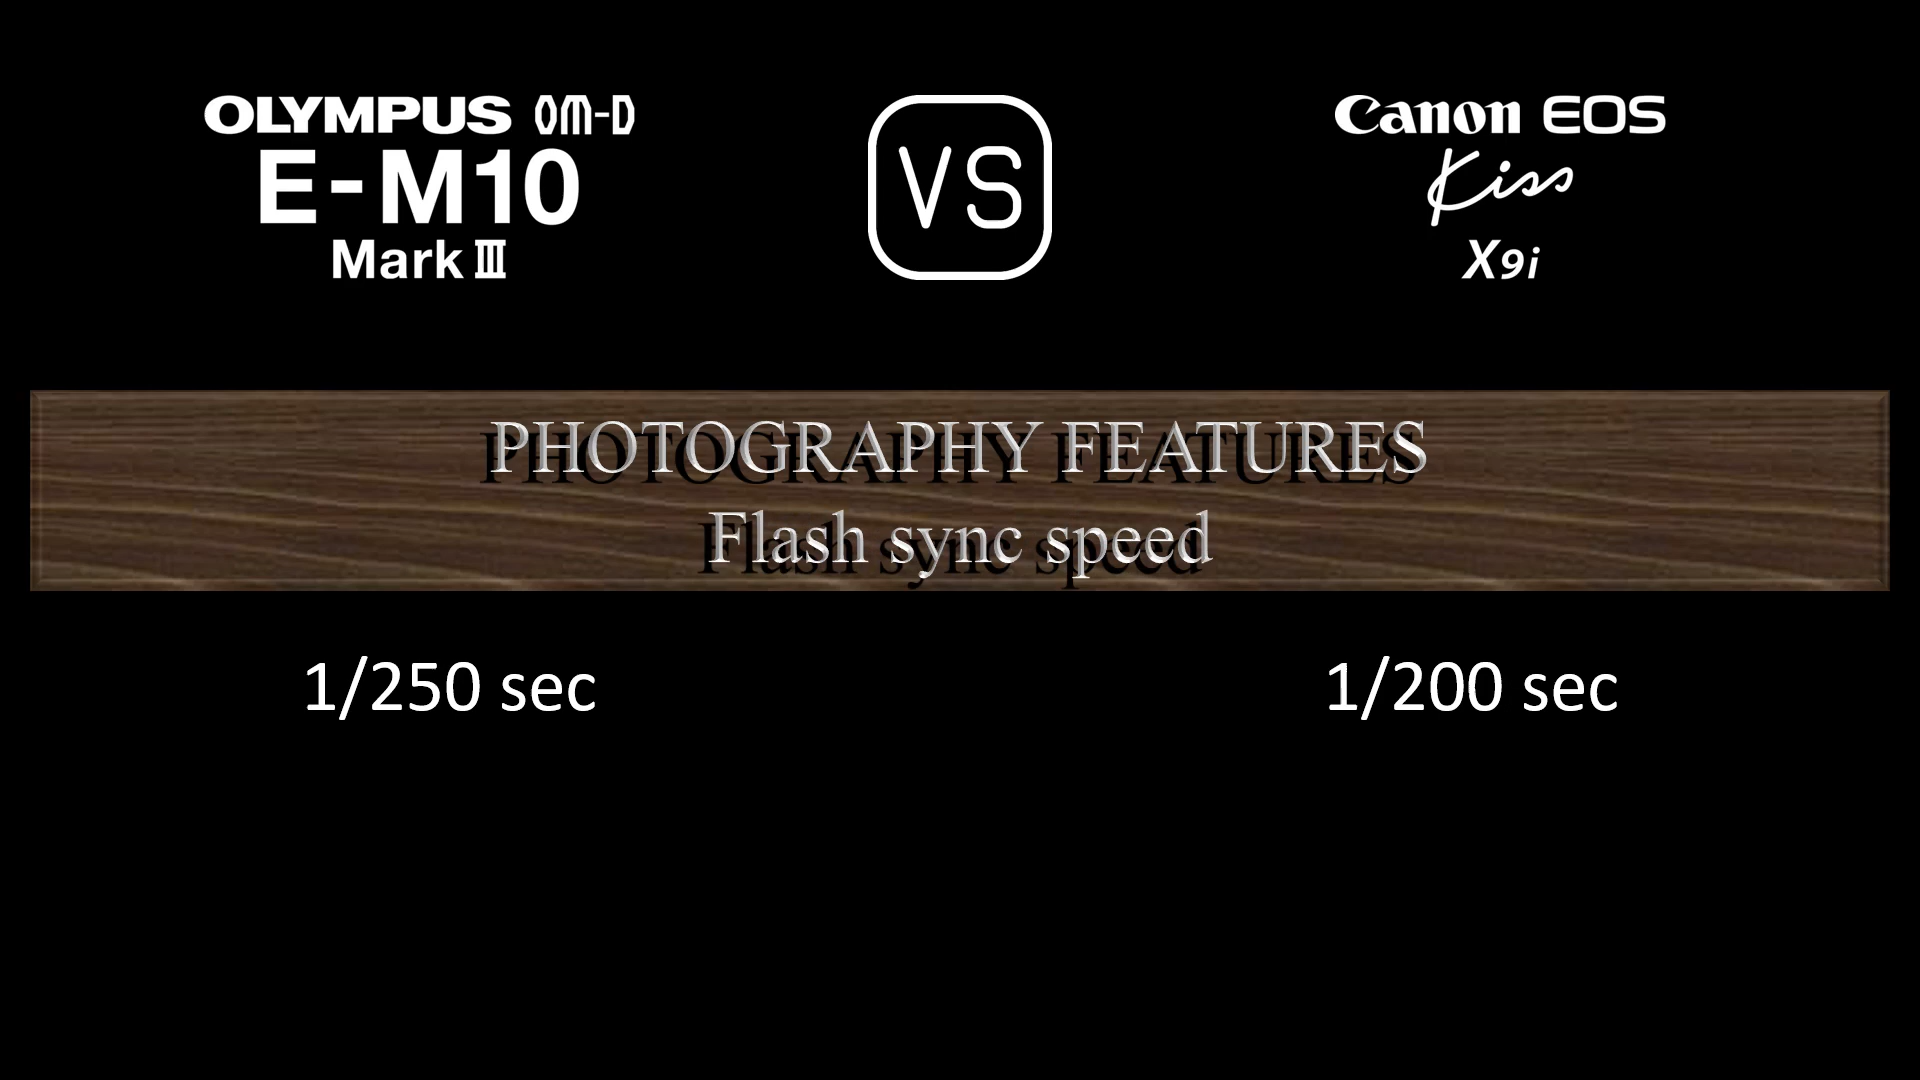 OLYMPUS OM-D
E-M10
Mark III
VS
Canon EOS
Kiss
X9i
PHOTOGRAPHY FEATURES
Flash sync speed
1/250 sec
1/200 sec